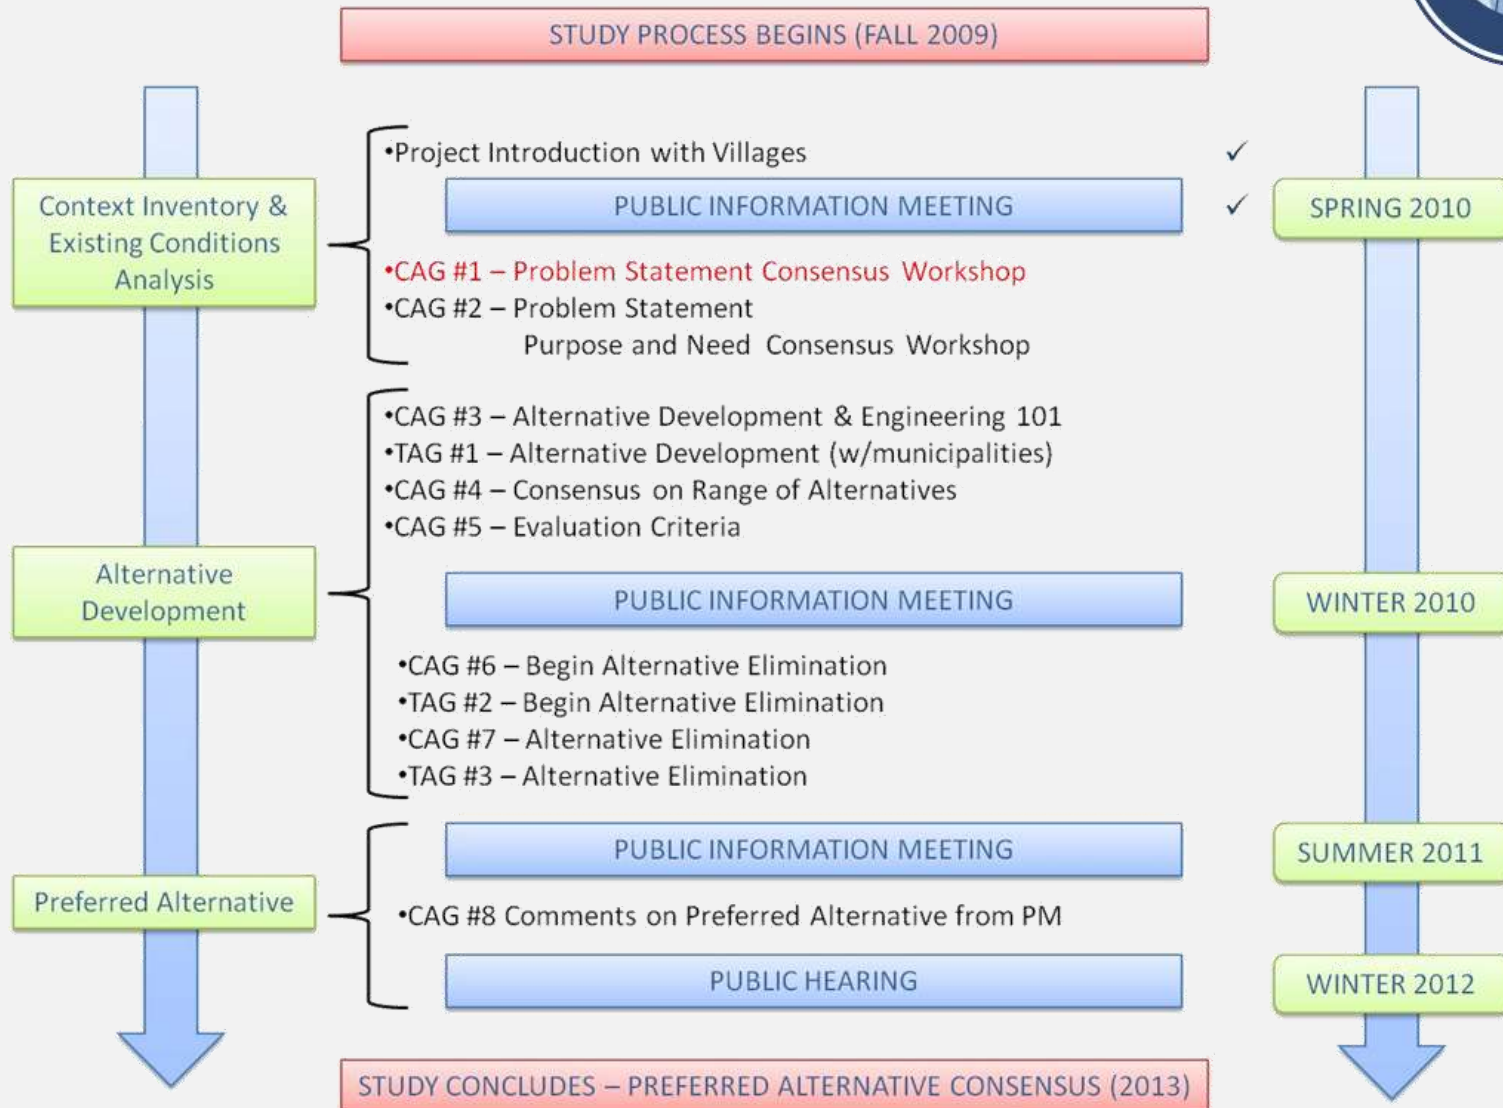 STUDY PROCESS BEGINS (FALL 2009)
Context Inventory &
Existing Conditions
Analysis
•Project Introduction with Villages ✓
PUBLIC INFORMATION MEETING ✓
SPRING 2010
•CAG #1 – Problem Statement Consensus Workshop
•CAG #2 – Problem Statement
Purpose and Need Consensus Workshop
Alternative
Development
•CAG #3 – Alternative Development & Engineering 101
•TAG #1 – Alternative Development (w/municipalities)
•CAG #4 – Consensus on Range of Alternatives
•CAG #5 – Evaluation Criteria
PUBLIC INFORMATION MEETING
WINTER 2010
•CAG #6 – Begin Alternative Elimination
•TAG #2 – Begin Alternative Elimination
•CAG #7 – Alternative Elimination
•TAG #3 – Alternative Elimination
Preferred Alternative
PUBLIC INFORMATION MEETING
SUMMER 2011
•CAG #8 Comments on Preferred Alternative from PM
PUBLIC HEARING
WINTER 2012
STUDY CONCLUDES – PREFERRED ALTERNATIVE CONSENSUS (2013)